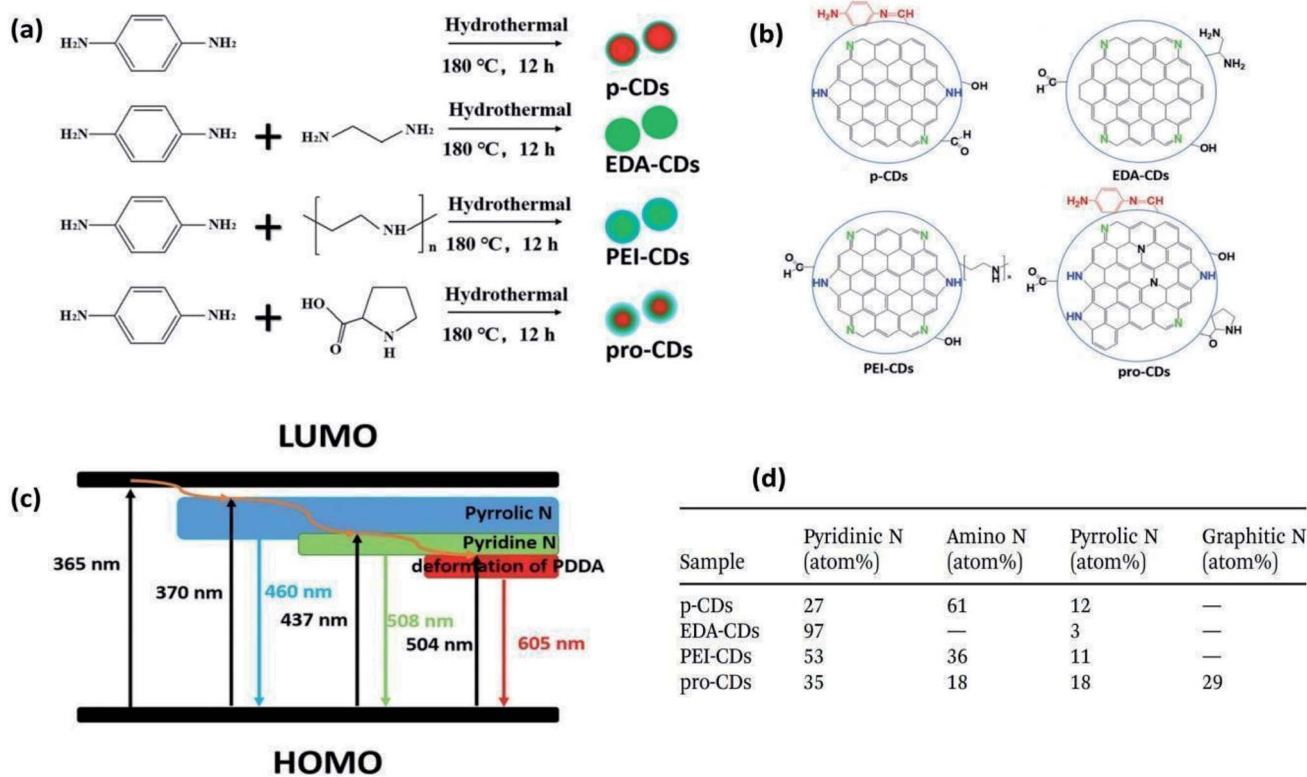 (a)
H₂N
NH₂
Hydrothermal
180 °C, 12 h
p-CDs
H₂N
NH₂
+
H₂N
NH₂
Hydrothermal
180 °C, 12 h
EDA-CDs
H₂N
NH₂
+
NH
n
Hydrothermal
180 °C, 12 h
PEI-CDs
H₂N
NH₂
+
HO
O
N
H
Hydrothermal
180 °C, 12 h
pro-CDs
(b)
H₂N
N=CH
N
HN
NH
OH
N
C
H
O
p-CDs
H₂N
NH₂
N
N
O
C
H
N
N
OH
EDA-CDs
N
N
O
C
H
HN
NH
N
H
n
N
N
OH
PEI-CDs
H₂N
N=CH
N
N
OH
O
C
H
HN
N
NH
HN
N
NH
O
pro-CDs
(c)
LUMO
Pyrrolic N
Pyridine N
deformation of PDDA
365 nm
370 nm
460 nm
437 nm
508 nm
504 nm
605 nm
HOMO
(d)
Sample Pyridinic N (atom%) Amino N (atom%) Pyrrolic N (atom%) Graphitic N (atom%)
p-CDs 27 61 12 —
EDA-CDs 97 — 3 —
PEI-CDs 53 36 11 —
pro-CDs 35 18 18 29